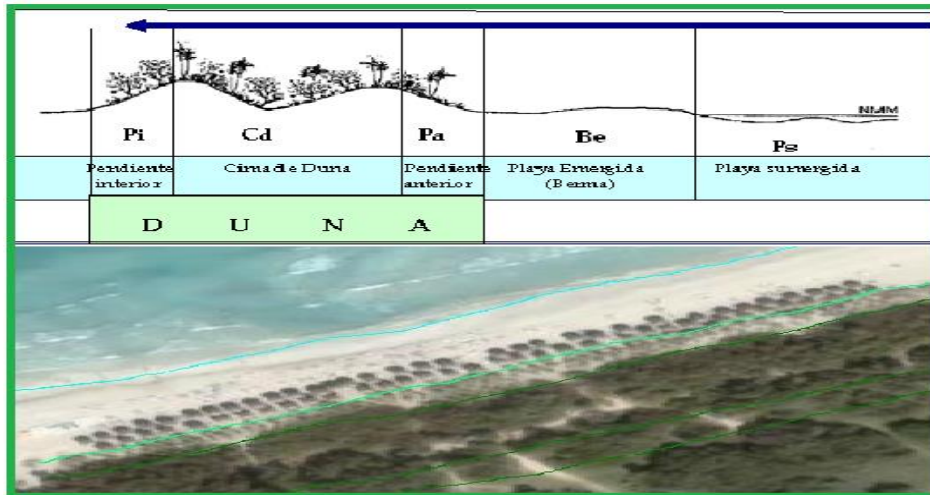 NMM
Pi
Cd
Pa
Be
Ps
Pendiente interior
Cima de Duna
Pendiente anterior
Playa Emergida (Berma)
Playa sumergida
D U N A